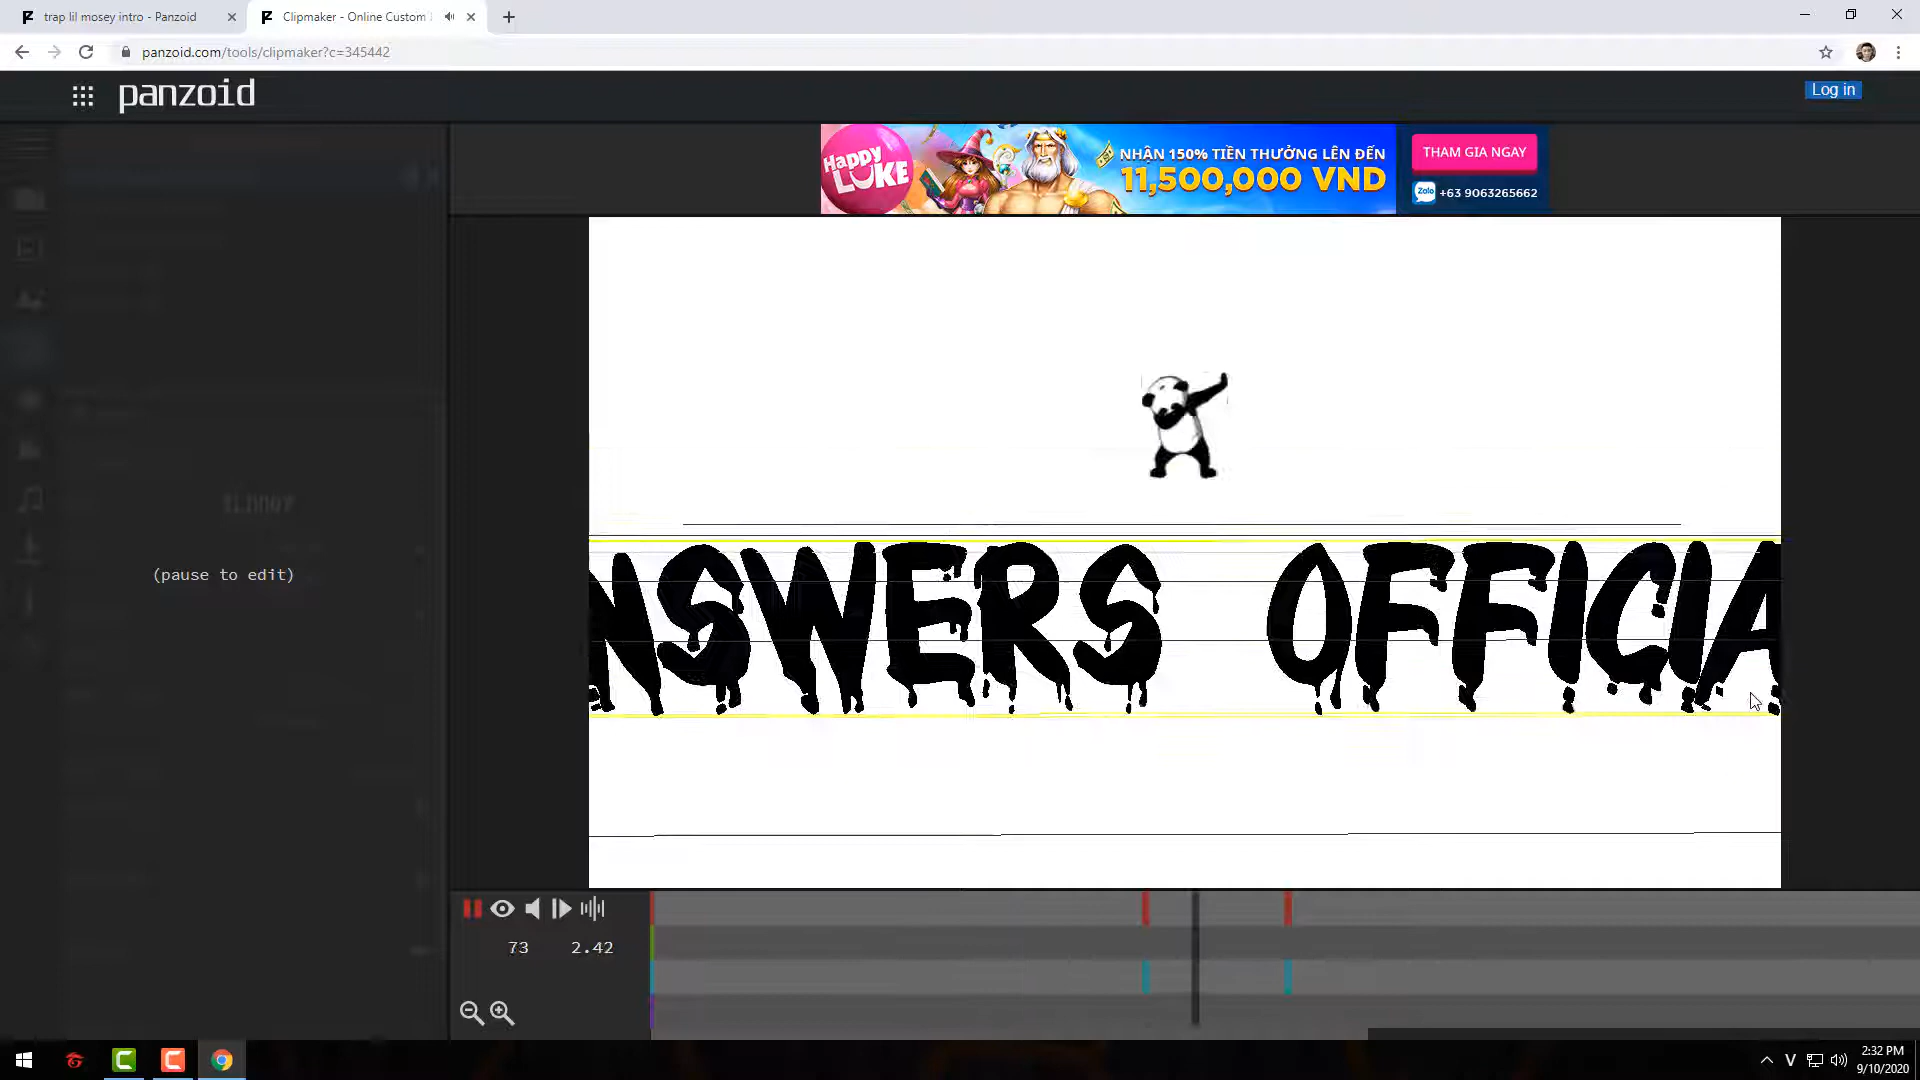 trap lil mosey intro - Panzoid
Clipmaker - Online Custom
panzoid.com/tools/clipmaker?c=345442
panzoid
Log in
Happy LUKE
NHẬN 150% TIỀN THƯỞNG LÊN ĐẾN
11,500,000 VND
THAM GIA NGAY
Zalo +63 9063265662
(pause to edit)
NSWERS OFFICIA
73 2.42
V
2:32 PM
9/10/2020